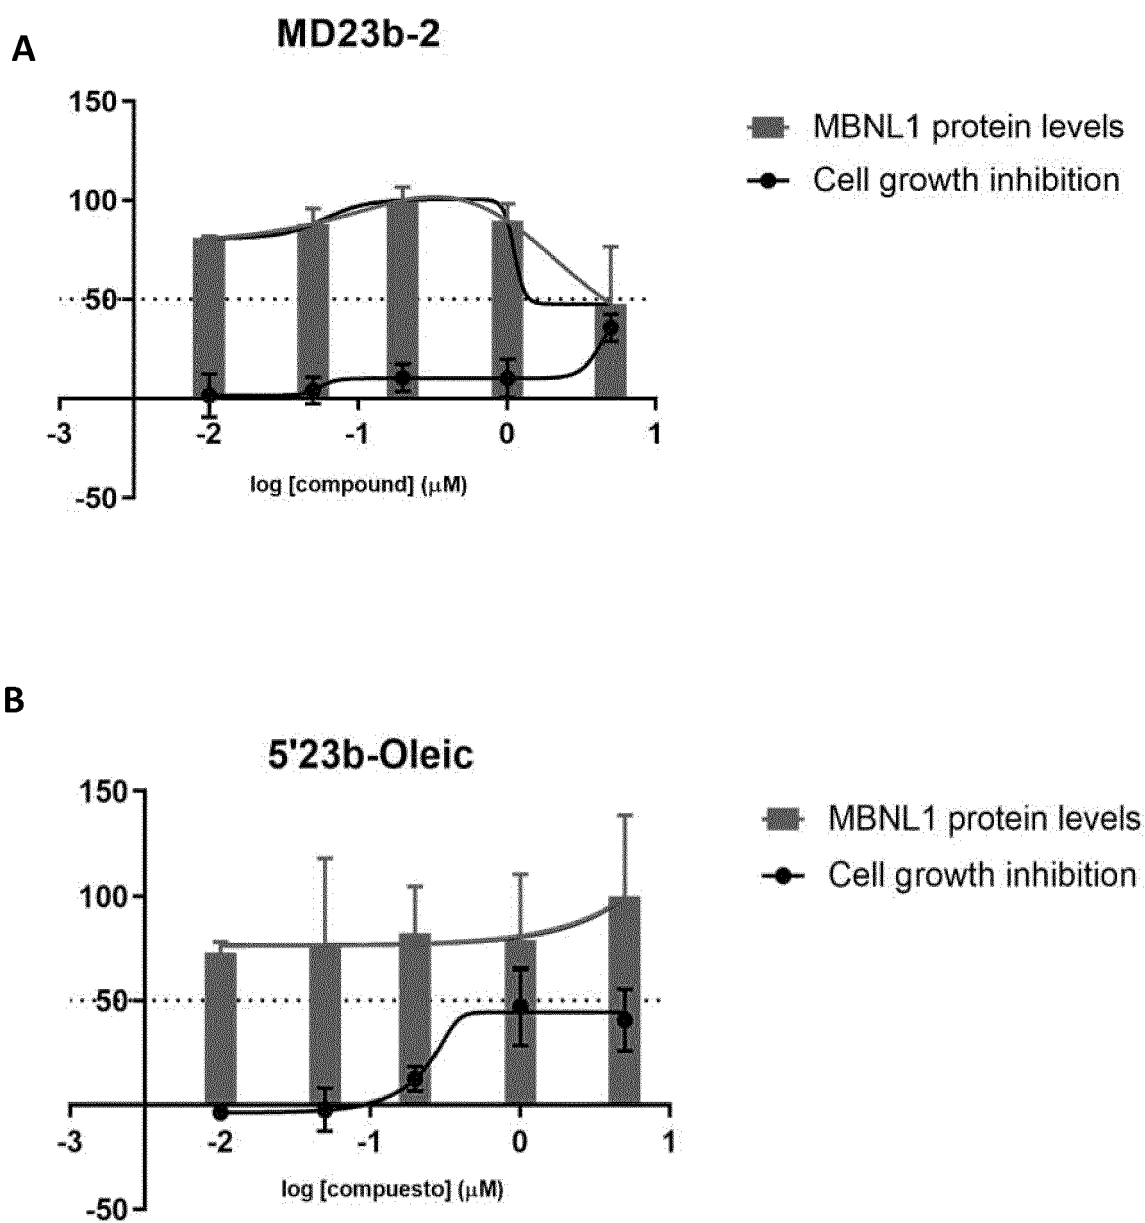 A
MD23b-2
150
100
50
-50
-3
-2
-1
0
1
log [compound] (μM)
MBNL1 protein levels
Cell growth inhibition
B
5'23b-Oleic
150
100
50
-50
-3
-2
-1
0
1
log [compuesto] (μM)
MBNL1 protein levels
Cell growth inhibition